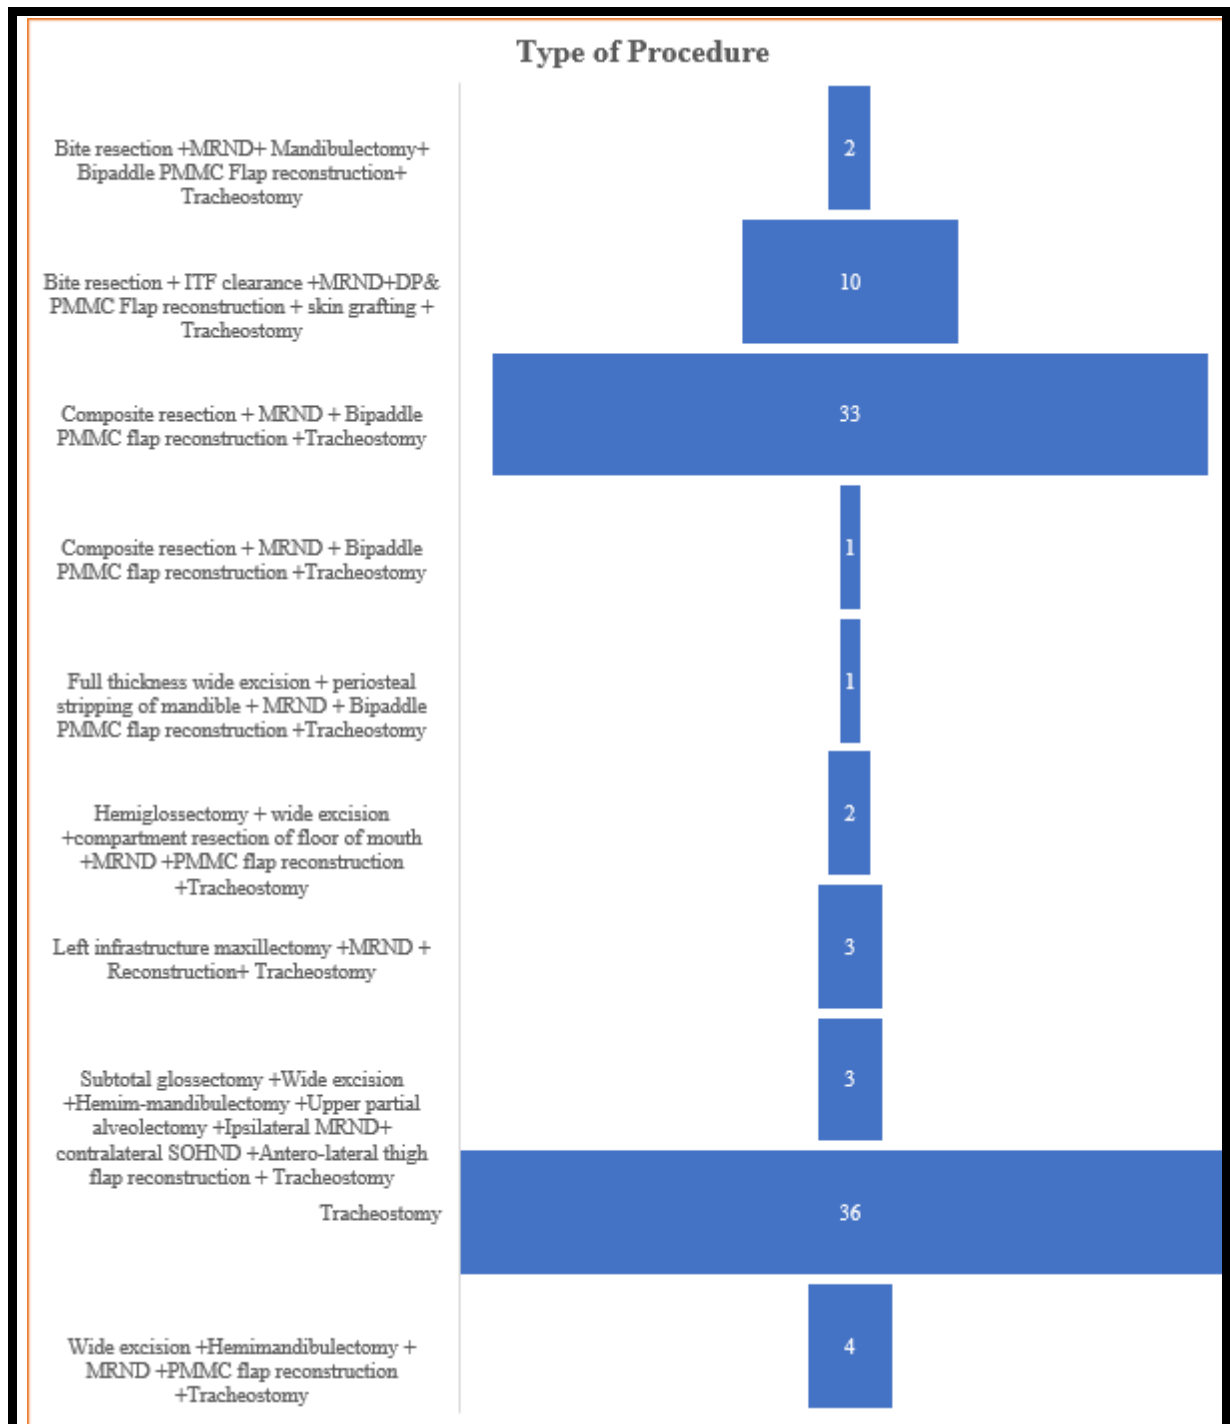 Type of Procedure
Bite resection +MRND+ Mandibulectomy+
Bipaddle PMMC Flap reconstruction+
Tracheostomy
2
Bite resection + ITF clearance +MRND+DP&
PMMC Flap reconstruction + skin grafting +
Tracheostomy
10
Composite resection + MRND + Bipaddle
PMMC flap reconstruction +Tracheostomy
33
Composite resection + MRND + Bipaddle
PMMC flap reconstruction +Tracheostomy
1
Full thickness wide excision + periosteal
stripping of mandible + MRND + Bipaddle
PMMC flap reconstruction +Tracheostomy
1
Hemiglossectomy + wide excision
+compartment resection of floor of mouth
+MRND +PMMC flap reconstruction
+Tracheostomy
2
Left infrastructure maxillectomy +MRND +
Reconstruction+ Tracheostomy
3
Subtotal glossectomy +Wide excision
+Hemim-mandibulectomy +Upper partial
alveolectomy +Ipsilateral MRND+
contralateral SOHND +Antero-lateral thigh
flap reconstruction + Tracheostomy
3
Tracheostomy
36
Wide excision +Hemimandibulectomy +
MRND +PMMC flap reconstruction
+Tracheostomy
4